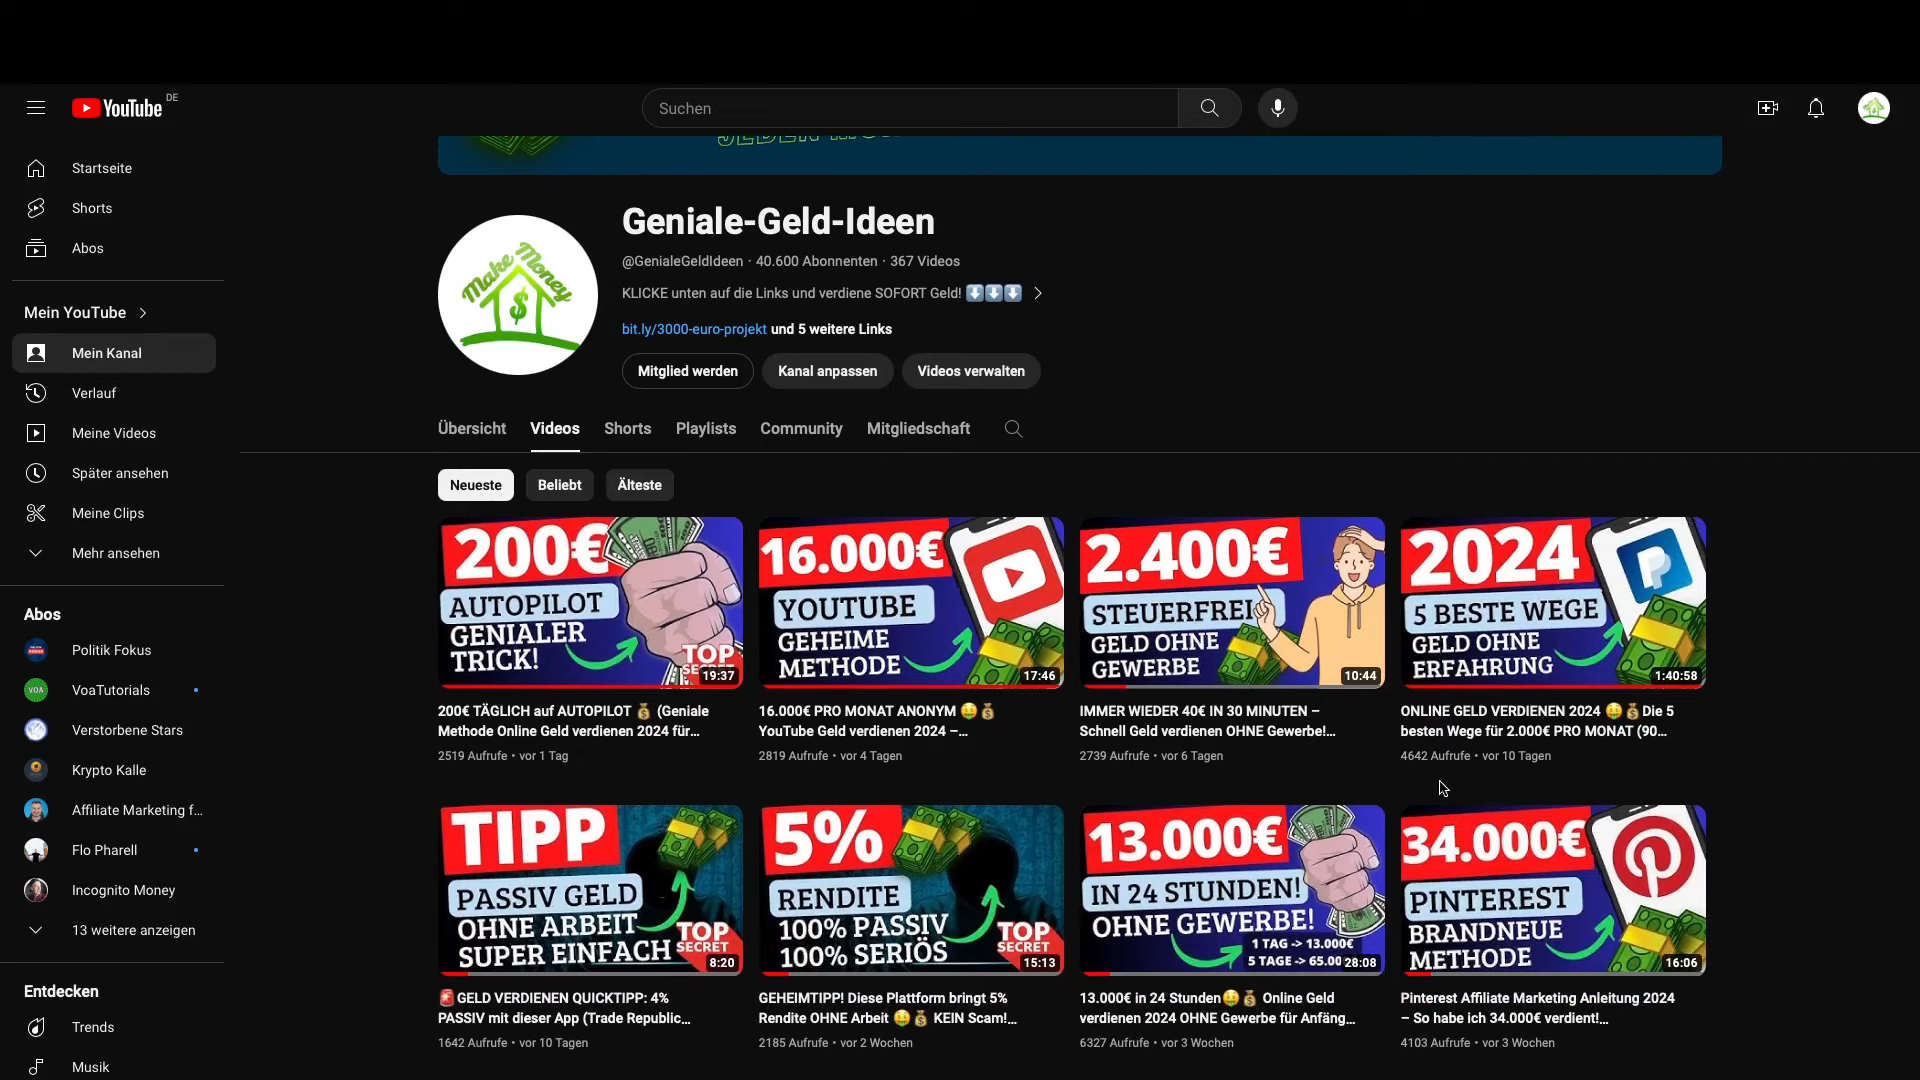 YouTube DE
Suchen
Startseite
Shorts
Abos
Mein YouTube
Mein Kanal
Verlauf
Meine Videos
Später ansehen
Meine Clips
Mehr ansehen
Abos
Politik Fokus
VOA
VoaTutorials
Verstorbene Stars
Krypto Kalle
Affiliate Marketing f...
Flo Pharell
Incognito Money
13 weitere anzeigen
Entdecken
Trends
Musik
Make Money
$
Geniale-Geld-Ideen
@GenialeGeldIdeen · 40.600 Abonnenten · 367 Videos
KLICKE unten auf die Links und verdiene SOFORT Geld! ⬇️⬇️⬇️
bit.ly/3000-euro-projekt und 5 weitere Links
Mitglied werden Kanal anpassen Videos verwalten
Übersicht Videos Shorts Playlists Community Mitgliedschaft
Neueste Beliebt Älteste
200€
AUTOPILOT
GENIALER
TRICK!
TOP
SECRET
19:37
200€ TÄGLICH auf AUTOPILOT 💰 (Geniale
Methode Online Geld verdienen 2024 für...
2519 Aufrufe • vor 1 Tag
16.000€
YOUTUBE
GEHEIME
METHODE
17:46
16.000€ PRO MONAT ANONYM 🤑💰
YouTube Geld verdienen 2024 –...
2819 Aufrufe • vor 4 Tagen
2.400€
STEUERFREI
GELD OHNE
GEWERBE
10:44
IMMER WIEDER 40€ IN 30 MINUTEN –
Schnell Geld verdienen OHNE Gewerbe!...
2739 Aufrufe • vor 6 Tagen
2024
5 BESTE WEGE
GELD OHNE
ERFAHRUNG
1:40:58
ONLINE GELD VERDIENEN 2024 🤑💰Die 5
besten Wege für 2.000€ PRO MONAT (90...
4642 Aufrufe • vor 10 Tagen
TIPP
PASSIV GELD
OHNE ARBEIT
SUPER EINFACH
TOP
SECRET
8:20
🚨GELD VERDIENEN QUICKTIPP: 4%
PASSIV mit dieser App (Trade Republic...
1642 Aufrufe • vor 10 Tagen
5%
RENDITE
100% PASSIV
100% SERIÖS
TOP
SECRET
15:13
GEHEIMTIPP! Diese Plattform bringt 5%
Rendite OHNE Arbeit 🤑💰 KEIN Scam!...
2185 Aufrufe • vor 2 Wochen
13.000€
IN 24 STUNDEN!
OHNE GEWERBE!
1 TAG -> 13.000€
5 TAGE -> 65.00
28:08
13.000€ in 24 Stunden🤑💰 Online Geld
verdienen 2024 OHNE Gewerbe für Anfäng...
6327 Aufrufe • vor 3 Wochen
34.000€
PINTEREST
BRANDNEUE
METHODE
16:06
Pinterest Affiliate Marketing Anleitung 2024
– So habe ich 34.000€ verdient!...
4103 Aufrufe • vor 3 Wochen